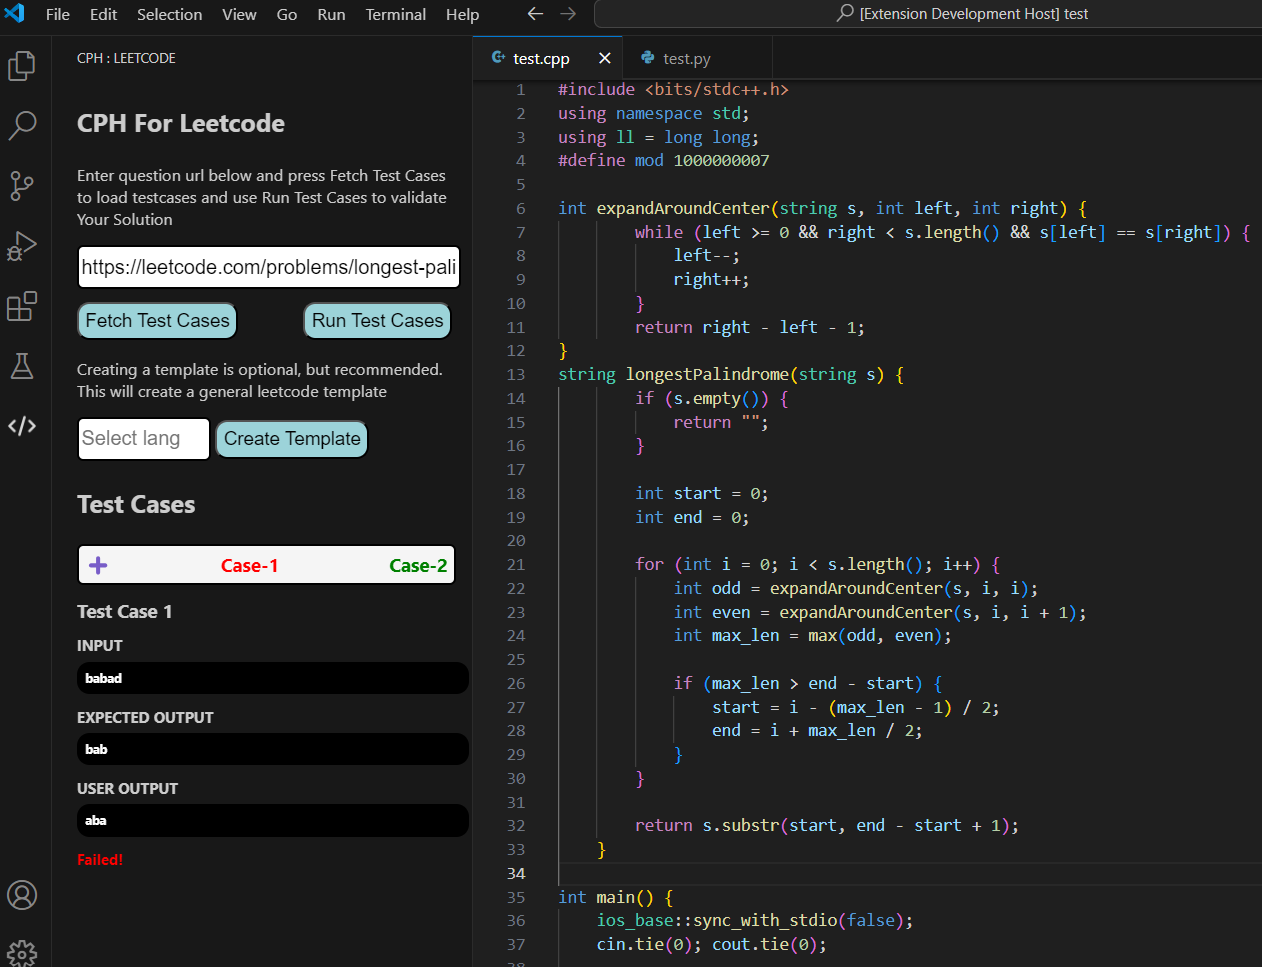 File Edit Selection View Go Run Terminal Help
[Extension Development Host] test
CPH : LEETCODE
CPH For Leetcode
Enter question url below and press Fetch Test Cases
to load testcases and use Run Test Cases to validate
Your Solution
https://leetcode.com/problems/longest-pali
Fetch Test Cases
Run Test Cases
Creating a template is optional, but recommended.
This will create a general leetcode template
Select lang
Create Template
Test Cases
+ Case-1 Case-2
Test Case 1
INPUT
babad
EXPECTED OUTPUT
bab
USER OUTPUT
aba
Failed!
test.cpp
test.py
1 #include <bits/stdc++.h>
2 using namespace std;
3 using ll = long long;
4 #define mod 1000000007
5
6 int expandAroundCenter(string s, int left, int right) {
7 while (left >= 0 && right < s.length() && s[left] == s[right]) {
8 left--;
9 right++;
10 }
11 return right - left - 1;
12 }
13 string longestPalindrome(string s) {
14 if (s.empty()) {
15 return "";
16 }
17
18 int start = 0;
19 int end = 0;
20
21 for (int i = 0; i < s.length(); i++) {
22 int odd = expandAroundCenter(s, i, i);
23 int even = expandAroundCenter(s, i, i + 1);
24 int max_len = max(odd, even);
25
26 if (max_len > end - start) {
27 start = i - (max_len - 1) / 2;
28 end = i + max_len / 2;
29 }
30 }
31
32 return s.substr(start, end - start + 1);
33 }
34
35 int main() {
36 ios_base::sync_with_stdio(false);
37 cin.tie(0); cout.tie(0);
38